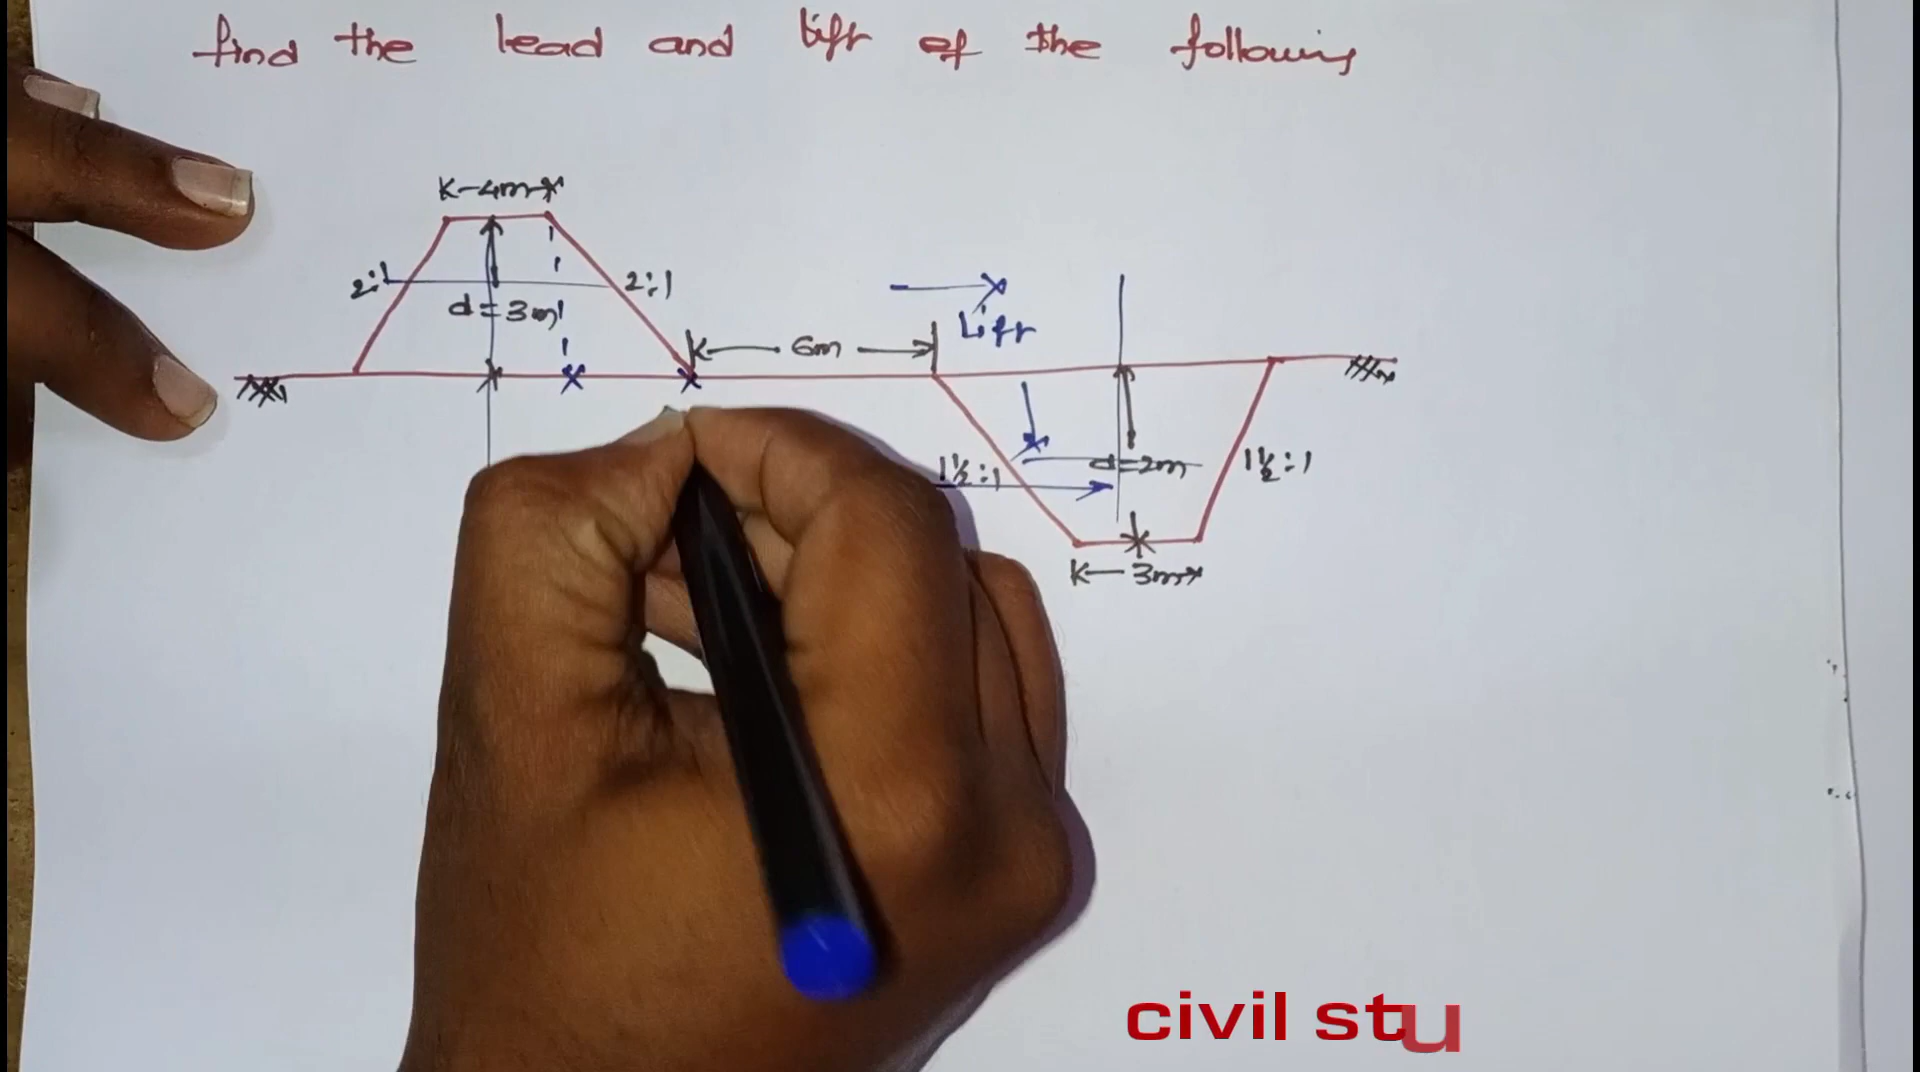 find the lead and lift of the following
K-4m
2:1
d=3m
2:1
6m
Lift
1½:1
d=2m
1½:1
3m
civil stu